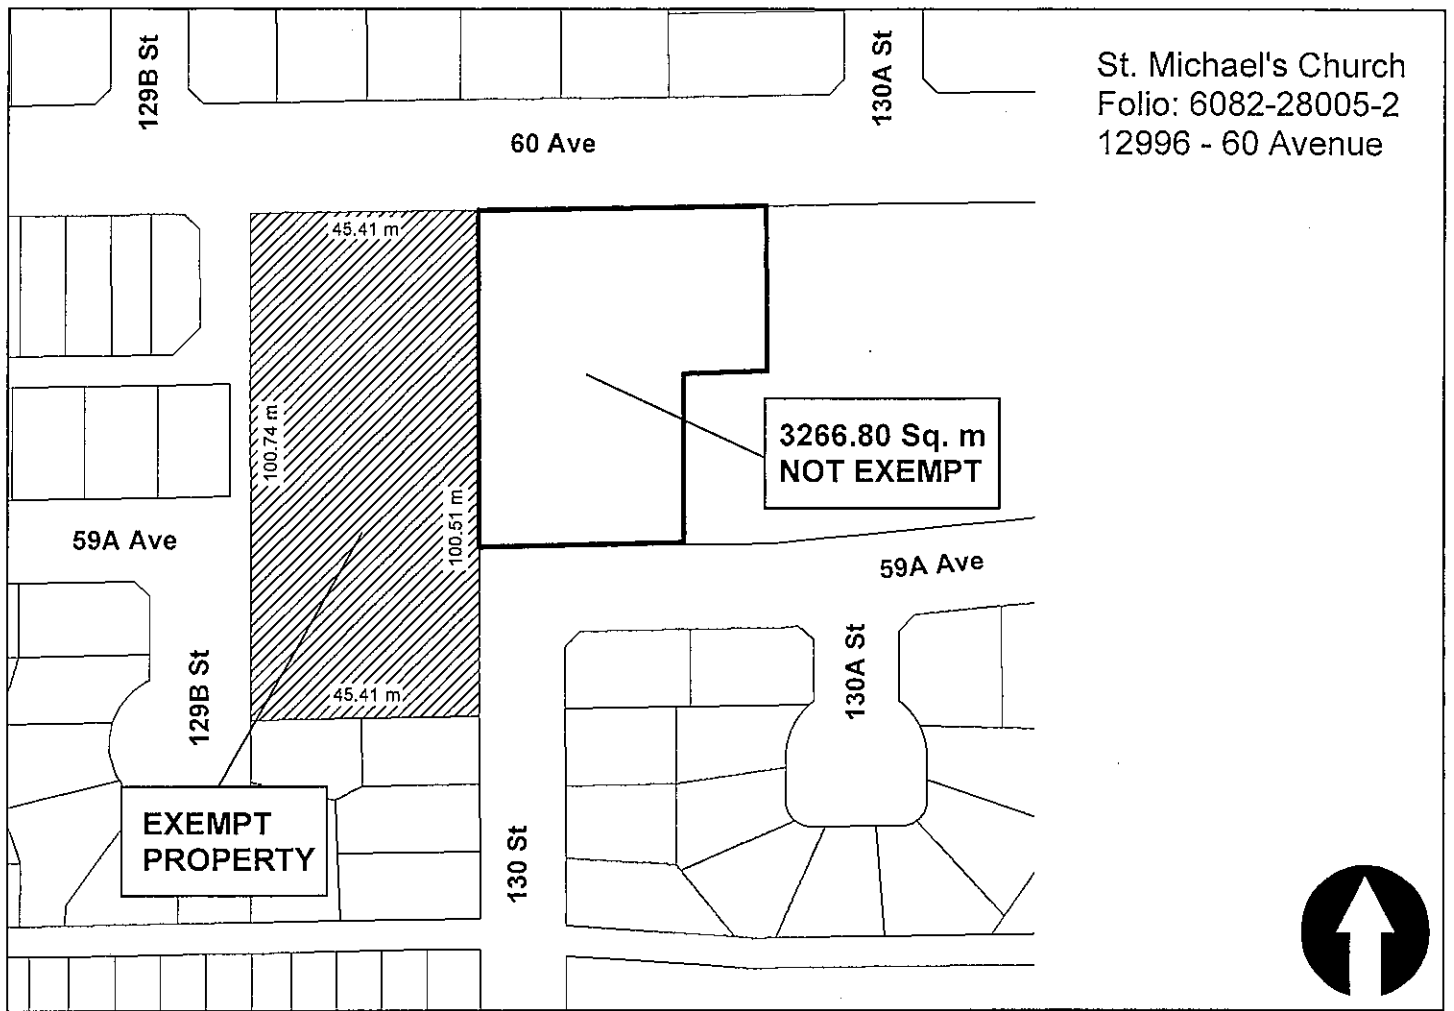 129B St
130A St
St. Michael's Church
Folio: 6082-28005-2
12996 - 60 Avenue
60 Ave
45.41 m
100.74 m
100.51 m
3266.80 Sq. m
NOT EXEMPT
59A Ave
59A Ave
129B St
45.41 m
130A St
EXEMPT
PROPERTY
130 St